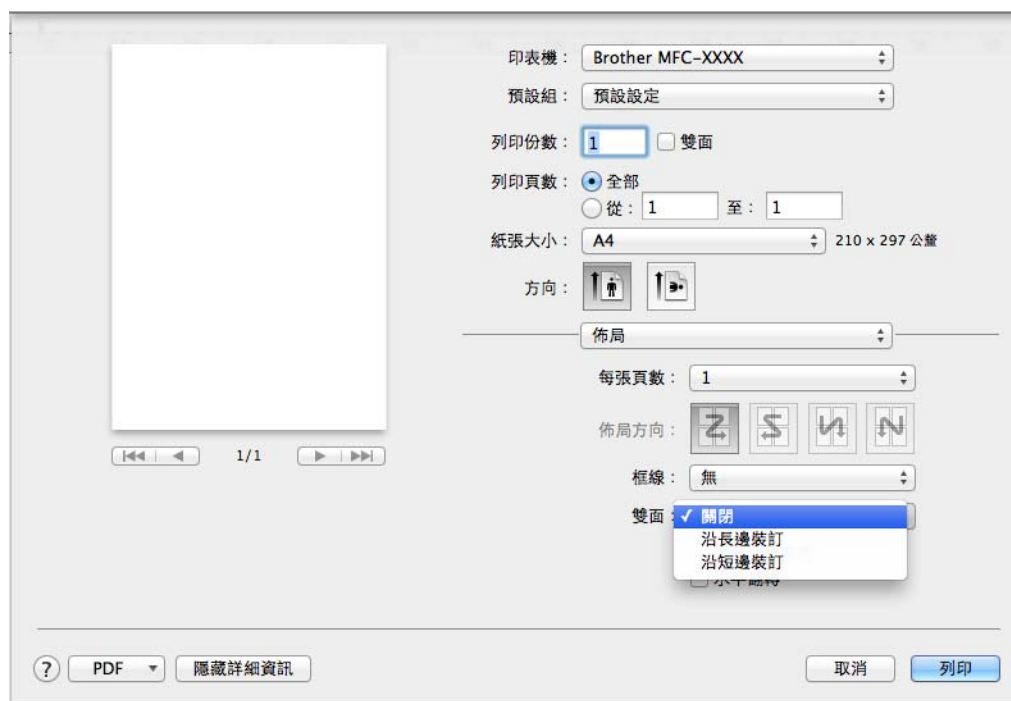 印表機： Brother MFC-XXXX
預設組： 預設設定
列印份數： 1 雙面
列印頁數： 全部
從： 1 至： 1
紙張大小： A4 210 x 297 公釐
方向：
佈局
每張頁數： 1
佈局方向：
框線： 無
雙面： ✓ 關閉
沿長邊裝訂
沿短邊裝訂
水平翻轉
1/1
? PDF 隱藏詳細資訊 取消 列印